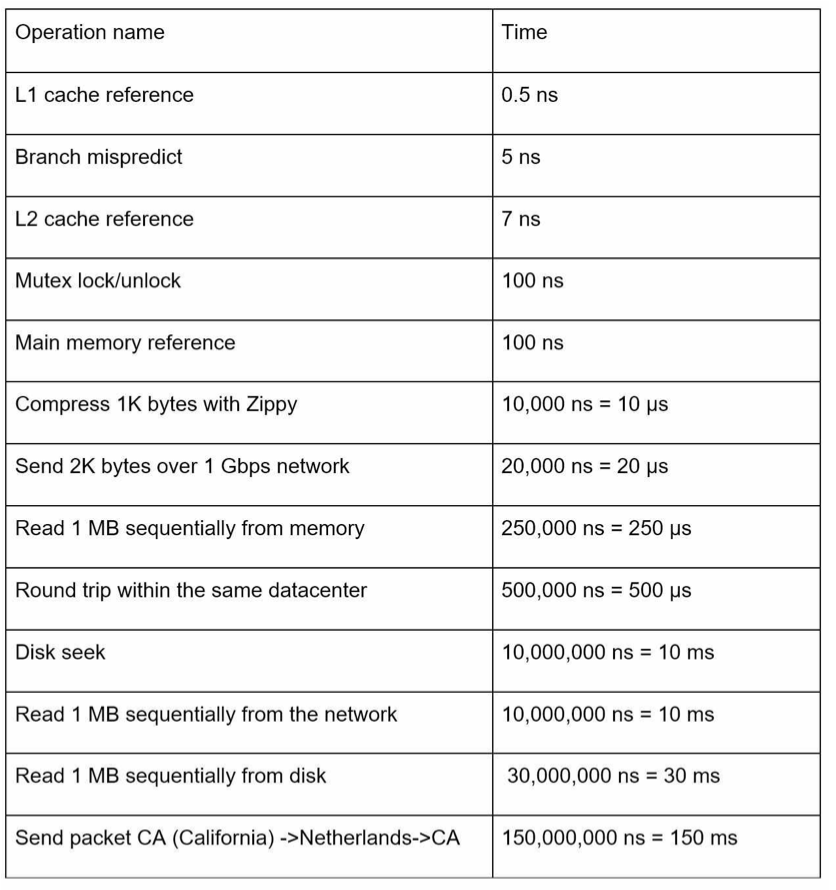 Operation name Time
L1 cache reference 0.5 ns
Branch mispredict 5 ns
L2 cache reference 7 ns
Mutex lock/unlock 100 ns
Main memory reference 100 ns
Compress 1K bytes with Zippy 10,000 ns = 10 μs
Send 2K bytes over 1 Gbps network 20,000 ns = 20 μs
Read 1 MB sequentially from memory 250,000 ns = 250 μs
Round trip within the same datacenter 500,000 ns = 500 μs
Disk seek 10,000,000 ns = 10 ms
Read 1 MB sequentially from the network 10,000,000 ns = 10 ms
Read 1 MB sequentially from disk 30,000,000 ns = 30 ms
Send packet CA (California) ->Netherlands->CA 150,000,000 ns = 150 ms